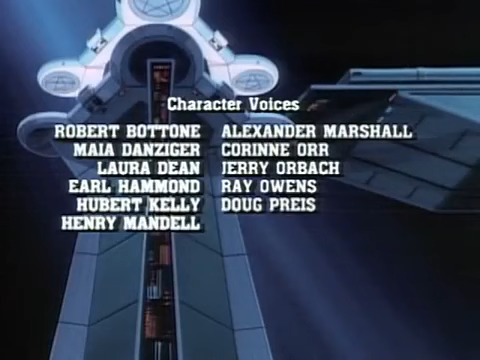 Character Voices
ROBERT BOTTONE ALEXANDER MARSHALL
MAIA DANZIGER CORINNE ORR
LAURA DEAN JERRY ORBACH
EARL HAMMOND RAY OWENS
HUBERT KELLY DOUG PREIS
HENRY MANDELL